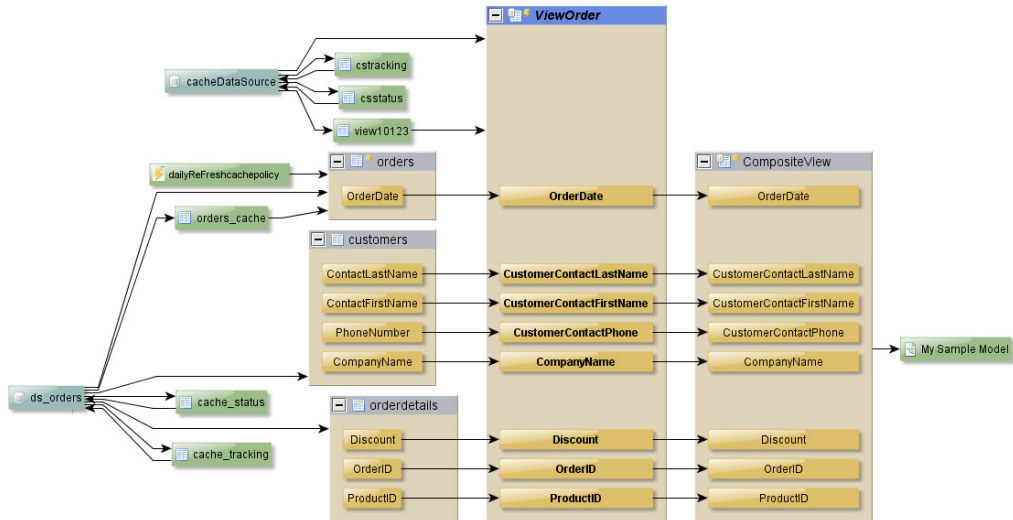 ViewOrder
cstracking
cacheDataSource
csstatus
view10123
orders
CompositeView
dailyReFreshcachepolicy
OrderDate
OrderDate
OrderDate
orders_cache
customers
ContactLastName
CustomerContactLastName
CustomerContactLastName
ContactFirstName
CustomerContactFirstName
CustomerContactFirstName
PhoneNumber
CustomerContactPhone
CustomerContactPhone
My Sample Model
CompanyName
CompanyName
CompanyName
ds_orders
cache_status
orderdetails
Discount
Discount
Discount
cache_tracking
OrderID
OrderID
OrderID
ProductID
ProductID
ProductID